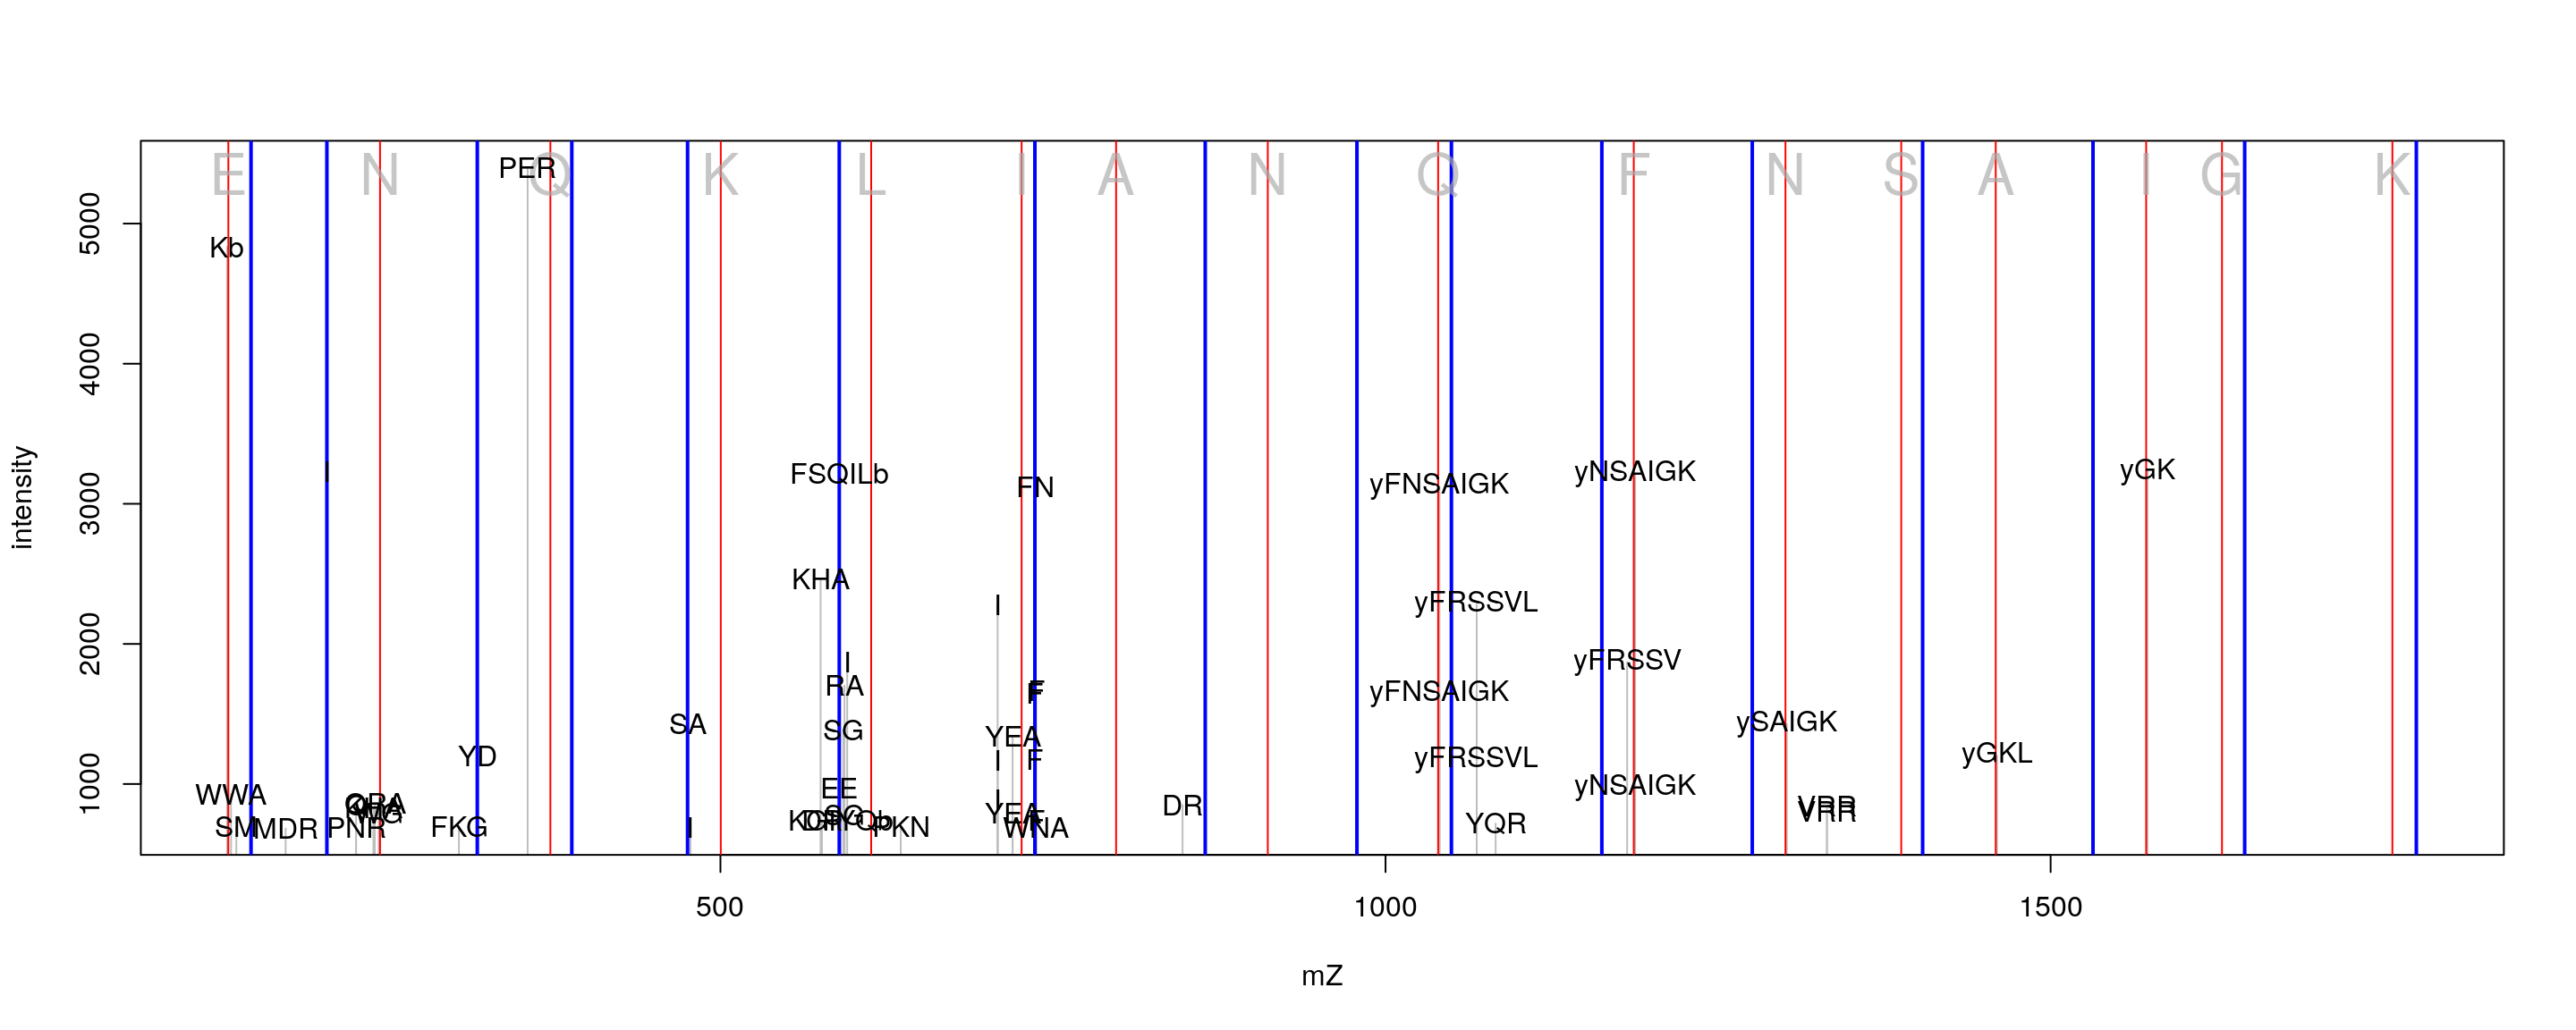 E N Q K L I A N Q F N S A I G K
PER
Kb
I
FSQILb
FN
yFNSAIGK
yNSAIGK
yGK
KHA
I
yFRSSVL
I
RA
F
yFNSAIGK
yFRSSV
SA
SG
YEA
ySAIGK
YD
I
F
yFRSSVL
yGKL
EE
yNSAIGK
WWA
I
DR
VRR
VRR
SG
YEA
SM
MDR
PNR
FKG
I
PKN
WNA
YQR
5000
4000
3000
2000
1000
intensity
500 1000 1500
mZ